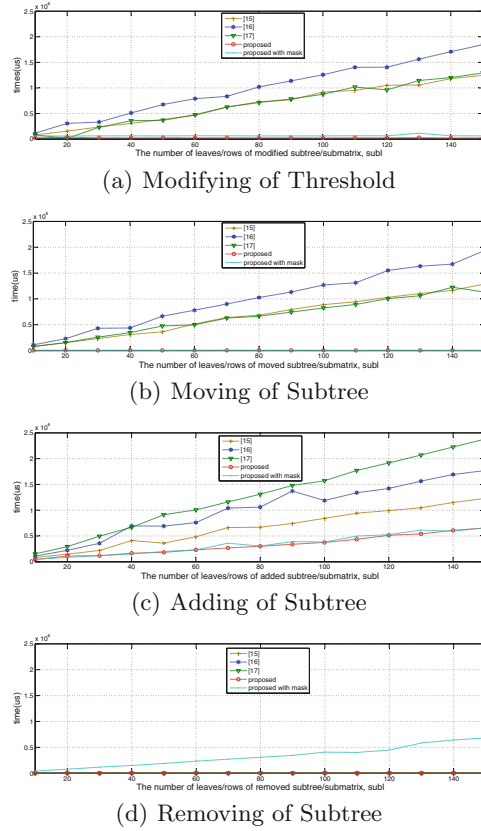 x 10^6
2.5
2
1.5
1
0.5
0
times(us)
[15]
[16]
[17]
proposed
proposed with mask
20 40 60 80 100 120 140
The number of leaves/rows of modified subtree/submatrix, subl
(a) Modifying of Threshold
x 10^6
2.5
2
1.5
1
0.5
0
time(us)
[15]
[16]
[17]
proposed
proposed with mask
20 40 60 80 100 120 140
The number of leaves/rows of moved subtree/submatrix, subl
(b) Moving of Subtree
2.5
2
1.5
1
0.5
0
time(us)
[15]
[16]
[17]
proposed
proposed with mask
20 40 60 80 100 120 140
The number of leaves/rows of added subtree/submatrix, subl
(c) Adding of Subtree
2.5
2
1.5
1
0.5
0
time(us)
[15]
[16]
[17]
proposed
proposed with mask
20 40 60 80 100 120 140
The number of leaves/rows of removed subtree/submatrix, subl
(d) Removing of Subtree